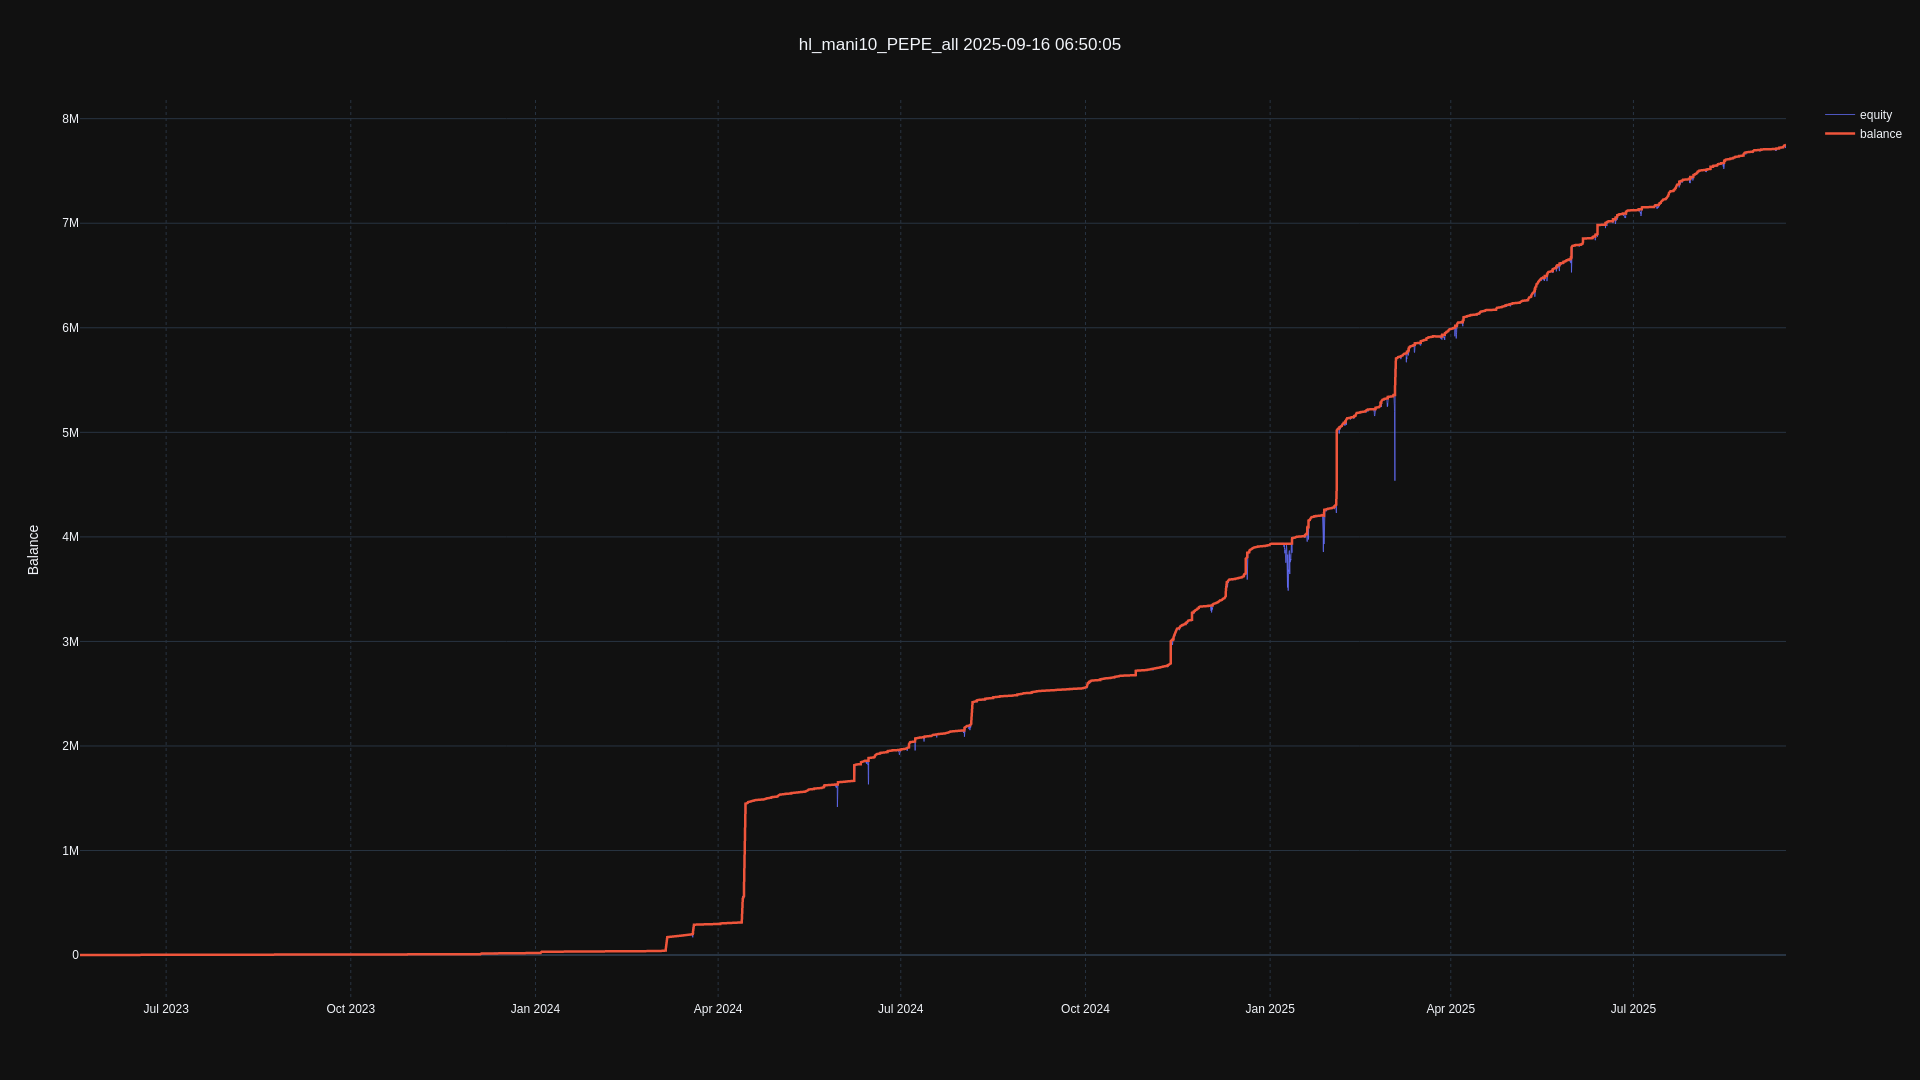 hl_mani10_PEPE_all 2025-09-16 06:50:05
equity
balance
Balance
8M
7M
6M
5M
4M
3M
2M
1M
0
Jul 2023
Oct 2023
Jan 2024
Apr 2024
Jul 2024
Oct 2024
Jan 2025
Apr 2025
Jul 2025